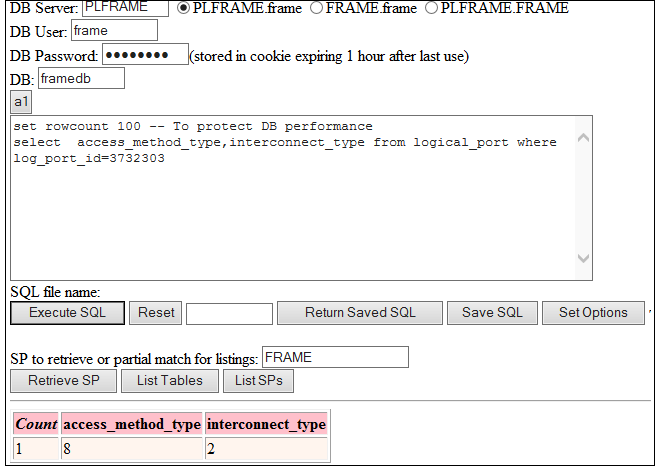 DB Server: PLFRAME PLFRAME.frame FRAME.frame PLFRAME.FRAME
DB User: frame
DB Password: ●●●●●●●● (stored in cookie expiring 1 hour after last use)
DB: framedb
a1
set rowcount 100 -- To protect DB performance
select  access_method_type,interconnect_type from logical_port where
log_port_id=3732303
SQL file name:
Execute SQL Reset Return Saved SQL Save SQL Set Options
SP to retrieve or partial match for listings: FRAME
Retrieve SP List Tables List SPs
Count access_method_type interconnect_type
1 8 2